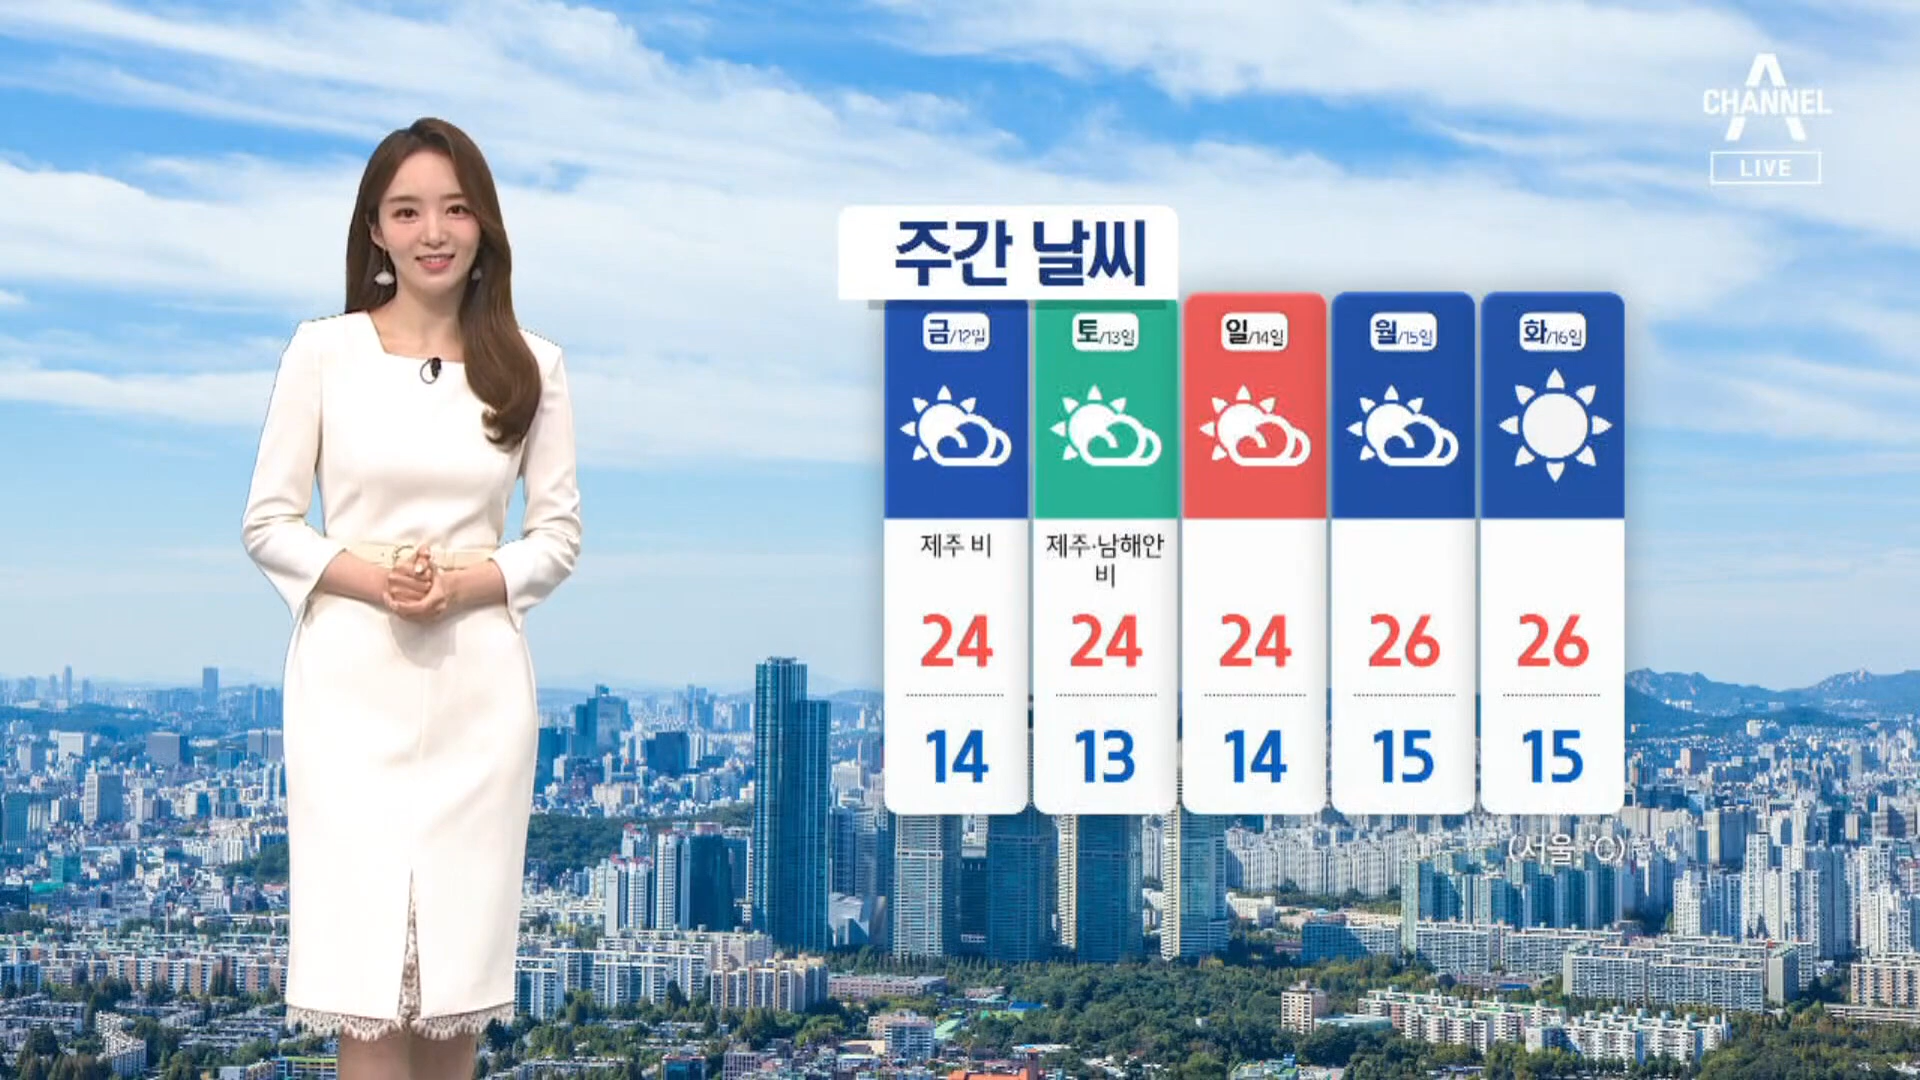 CHANNEL A
LIVE
주간 날씨
금/12일
토/13일
일/14일
월/15일
화/16일
제주 비
제주·남해안
비
24
24
24
26
26
14
13
14
15
15
(서울 ℃)